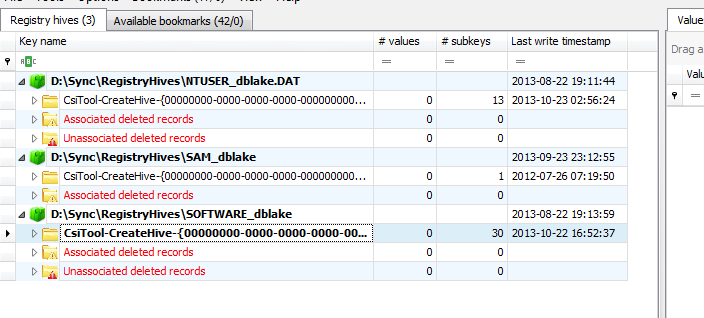 Registry hives (3) Available bookmarks (42/0) Value
Key name # values # subkeys Last write timestamp Drag a
ABC = = = Valu
D:\Sync\RegistryHives\NTUSER_dblake.DAT 2013-08-22 19:11:44 =
CsiTool-CreateHive-{00000000-0000-0000-0000-000000000... 0 13 2013-10-23 02:56:24
Associated deleted records 0 0
Unassociated deleted records 0 0
D:\Sync\RegistryHives\SAM_dblake 2013-09-23 23:12:55
CsiTool-CreateHive-{00000000-0000-0000-0000-000000000... 0 1 2012-07-26 07:19:50
Associated deleted records 0 0
D:\Sync\RegistryHives\SOFTWARE_dblake 2013-08-22 19:13:59
CsiTool-CreateHive-{00000000-0000-0000-0000-00... 0 30 2013-10-22 16:52:37
Associated deleted records 0 0
Unassociated deleted records 0 0